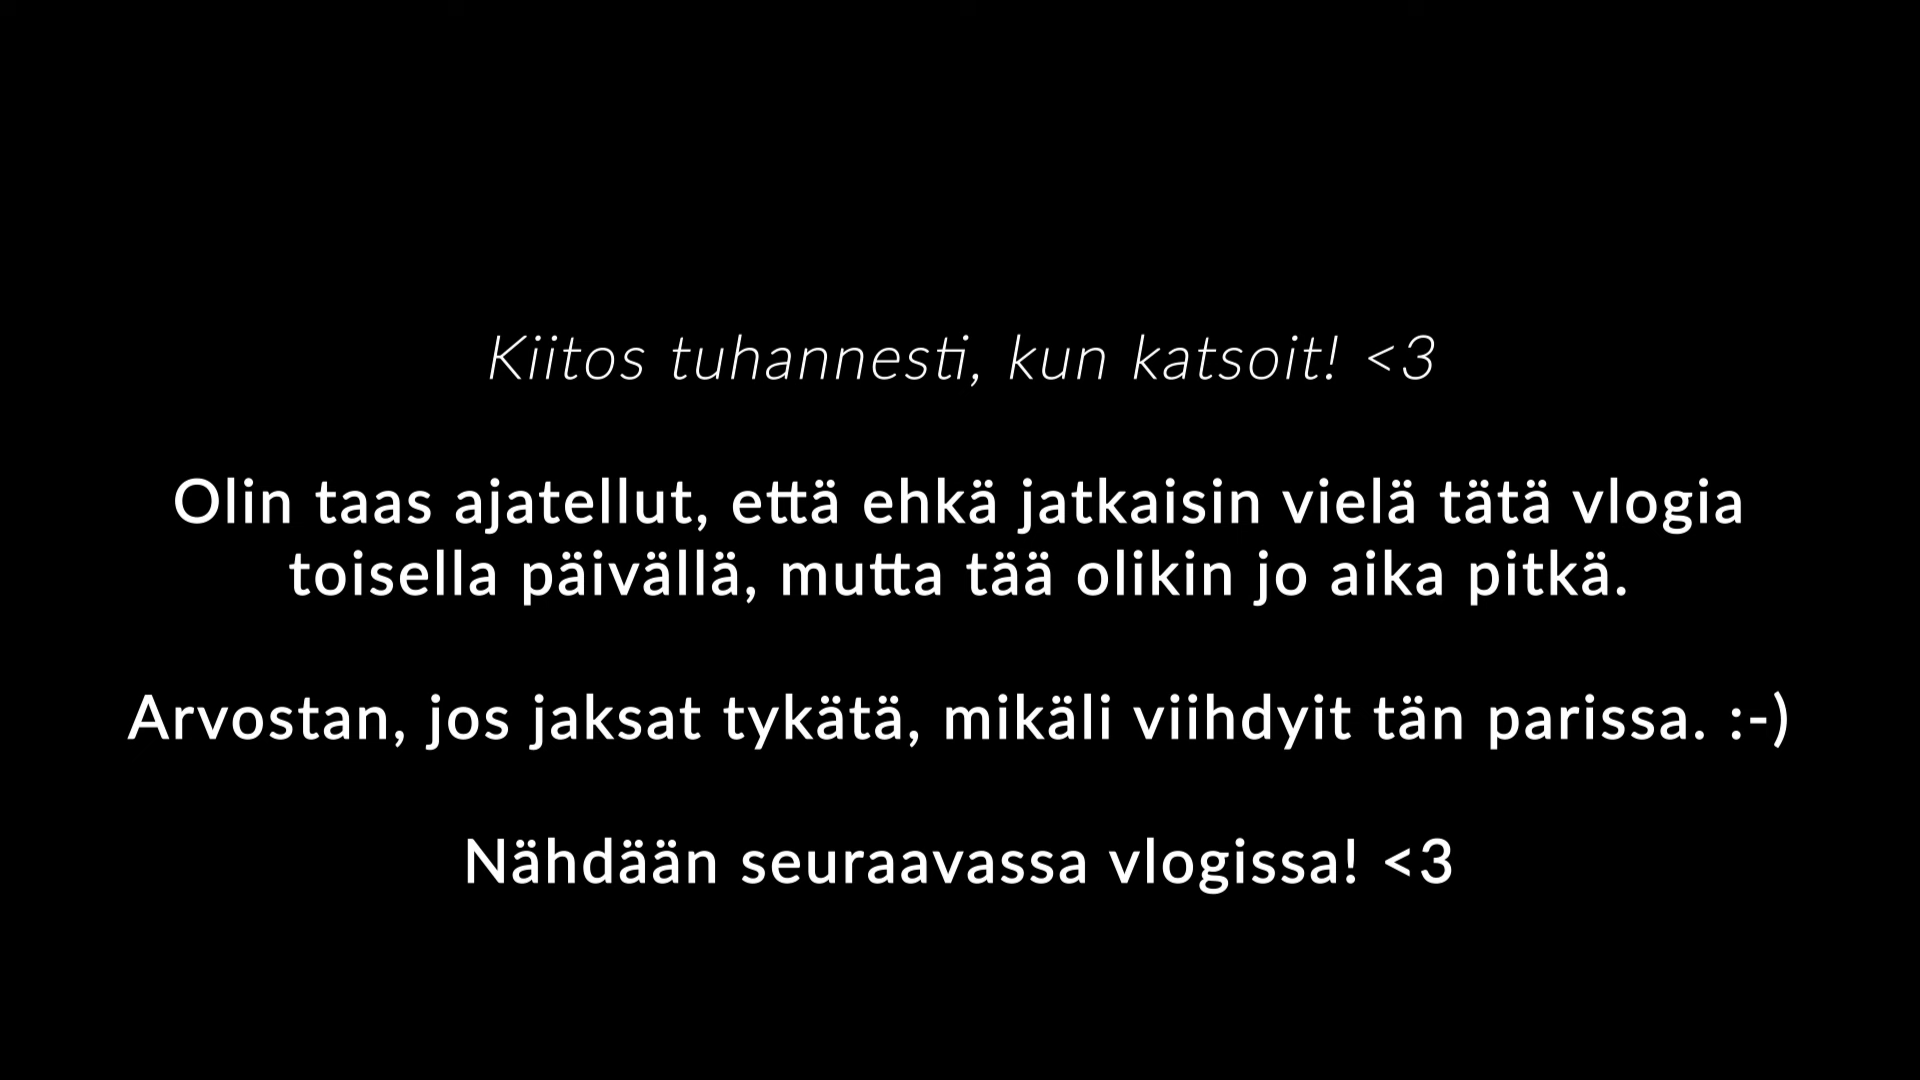 Kiitos tuhannesti, kun katsoit! <3
Olin taas ajatellut, että ehkä jatkaisin vielä tätä vlogia
toisella päivällä, mutta tää olikin jo aika pitkä.
Arvostan, jos jaksat tykätä, mikäli viihdyit tän parissa. :-)
Nähdään seuraavassa vlogissa! <3